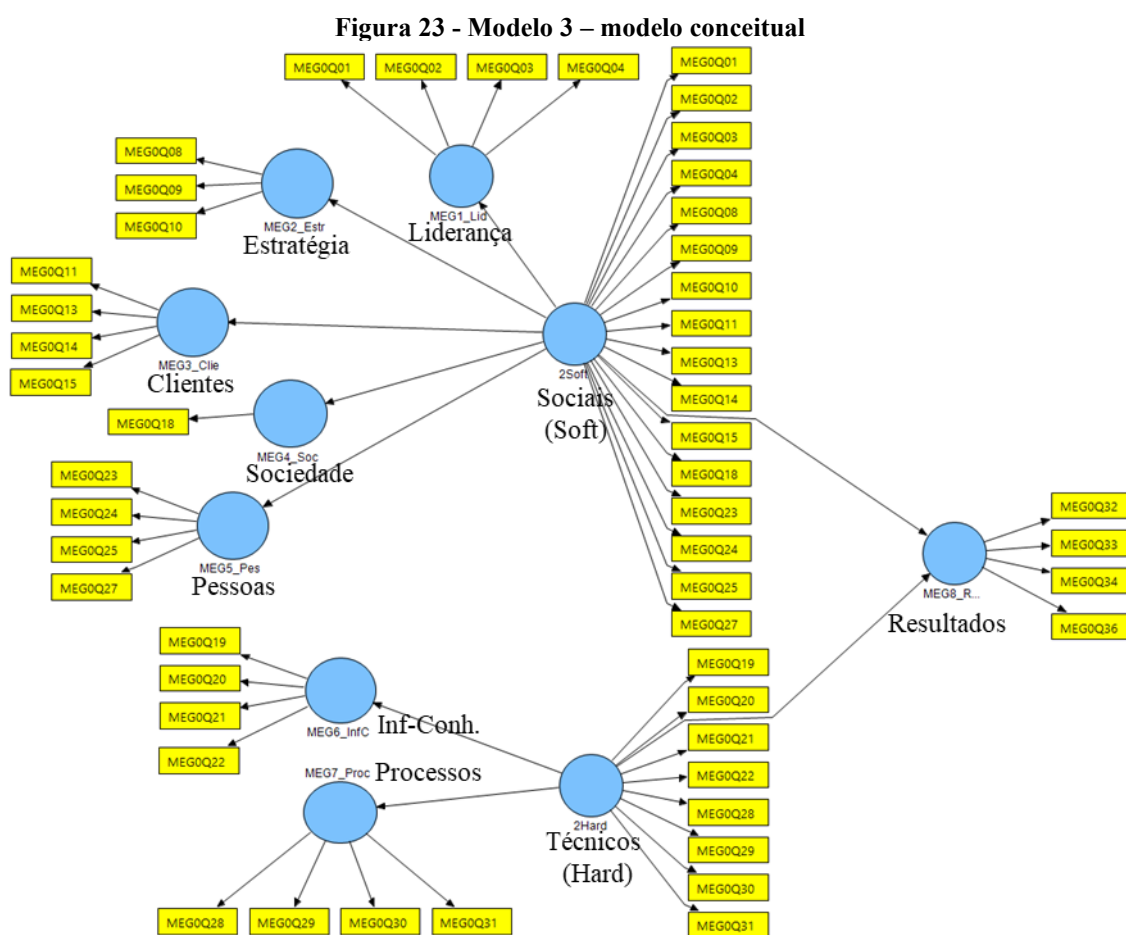 Figura 23 - Modelo 3 – modelo conceitual
MEG0Q01
MEG0Q02
MEG0Q03
MEG0Q04
MEG1_Lid
Liderança
MEG0Q08
MEG0Q09
MEG0Q10
MEG2_Estr
Estratégia
MEG0Q11
MEG0Q13
MEG0Q14
MEG0Q15
MEG3_Clie
Clientes
MEG0Q18
MEG4_Soc
Sociedade
MEG0Q23
MEG0Q24
MEG0Q25
MEG0Q27
MEG5_Pes
Pessoas
2Soft
Sociais
(Soft)
MEG0Q01
MEG0Q02
MEG0Q03
MEG0Q04
MEG0Q08
MEG0Q09
MEG0Q10
MEG0Q11
MEG0Q13
MEG0Q14
MEG0Q15
MEG0Q18
MEG0Q23
MEG0Q24
MEG0Q25
MEG0Q27
MEG8_R...
Resultados
MEG0Q32
MEG0Q33
MEG0Q34
MEG0Q36
MEG0Q19
MEG0Q20
MEG0Q21
MEG0Q22
MEG6_InfC
Inf-Conh.
MEG7_Proc
Processos
MEG0Q28
MEG0Q29
MEG0Q30
MEG0Q31
2Hard
Técnicos
(Hard)
MEG0Q19
MEG0Q20
MEG0Q21
MEG0Q22
MEG0Q28
MEG0Q29
MEG0Q30
MEG0Q31